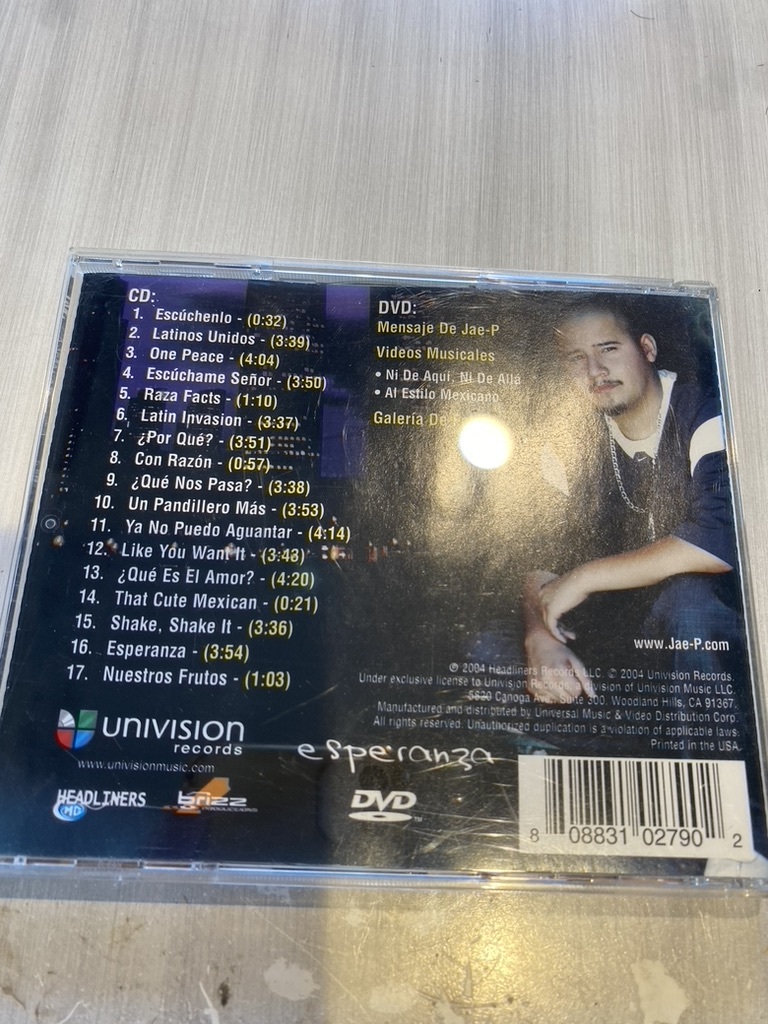 CD:
1. Escúchenlo - (0:32)
2. Latinos Unidos - (3:39)
3. One Peace - (4:04)
4. Escúchame Señor - (3:50)
5. Raza Facts - (1:10)
6. Latin Invasion - (3:37)
7. ¿Por Qué? - (3:51)
8. Con Razón - (0:57)
9. ¿Qué Nos Pasa? - (3:38)
10. Un Pandillero Más - (3:53)
11. Ya No Puedo Aguantar - (4:14)
12. Like You Want It - (3:43)
13. ¿Qué Es El Amor? - (4:20)
14. That Cute Mexican - (0:21)
15. Shake, Shake It - (3:36)
16. Esperanza - (3:54)
17. Nuestros Frutos - (1:03)
DVD:
Mensaje De Jae-P
Videos Musicales
• Ni De Aqui, Ni De Alla
• Al Estilo Mexicano
Galería De
www.Jae-P.com
℗ 2004 Headliners Records LLC. © 2004 Univision Records.
Under exclusive license to Univision Records, a division of Univision Music LLC.
5820 Canoga Ave. Suite 300, Woodland Hills, CA 91367.
Manufactured and distributed by Universal Music & Video Distribution Corp.
All rights reserved. Unauthorized duplication is a violation of applicable laws.
Printed in the USA.
UNIVISION
records
www.univisionmusic.com
esperanza
HEADLINERS
MD
brizz
DVD
8 08831 02790 2